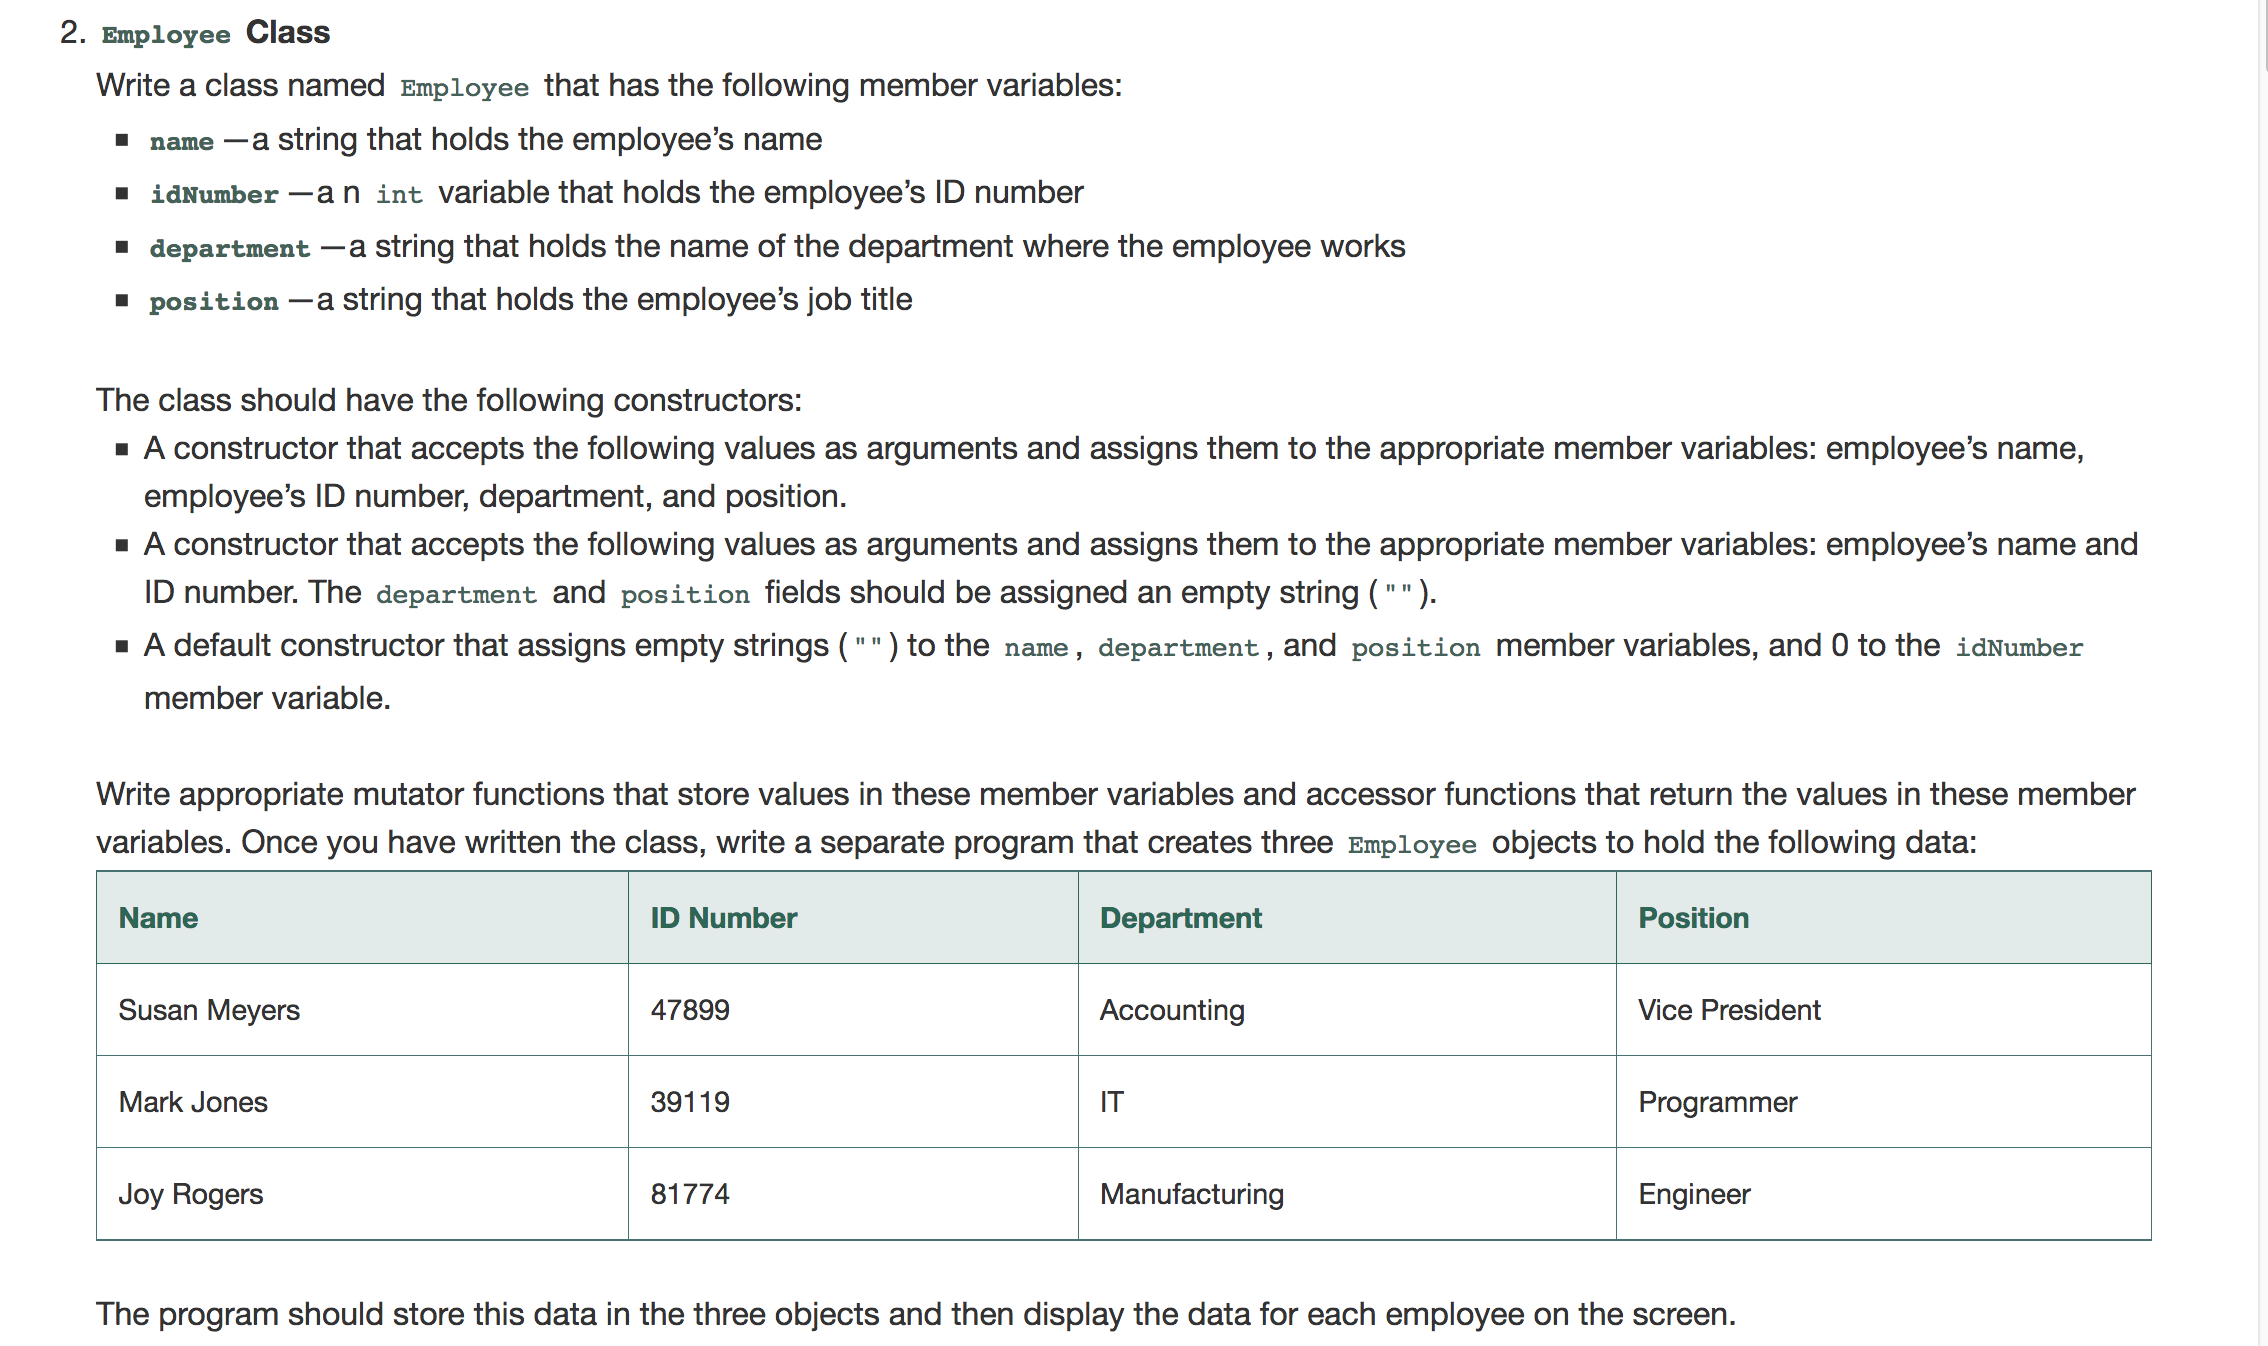 2. Employee Class
Write a class named Employee that has the following member variables:
▪ name —a string that holds the employee’s name
▪ idNumber —a n int variable that holds the employee’s ID number
▪ department —a string that holds the name of the department where the employee works
▪ position —a string that holds the employee’s job title
The class should have the following constructors:
▪ A constructor that accepts the following values as arguments and assigns them to the appropriate member variables: employee’s name,
employee’s ID number, department, and position.
▪ A constructor that accepts the following values as arguments and assigns them to the appropriate member variables: employee’s name and
ID number. The department and position fields should be assigned an empty string ( "" ).
▪ A default constructor that assigns empty strings ( "" ) to the name , department , and position member variables, and 0 to the idNumber
member variable.
Write appropriate mutator functions that store values in these member variables and accessor functions that return the values in these member
variables. Once you have written the class, write a separate program that creates three Employee objects to hold the following data:
Name ID Number Department Position
Susan Meyers 47899 Accounting Vice President
Mark Jones 39119 IT Programmer
Joy Rogers 81774 Manufacturing Engineer
The program should store this data in the three objects and then display the data for each employee on the screen.